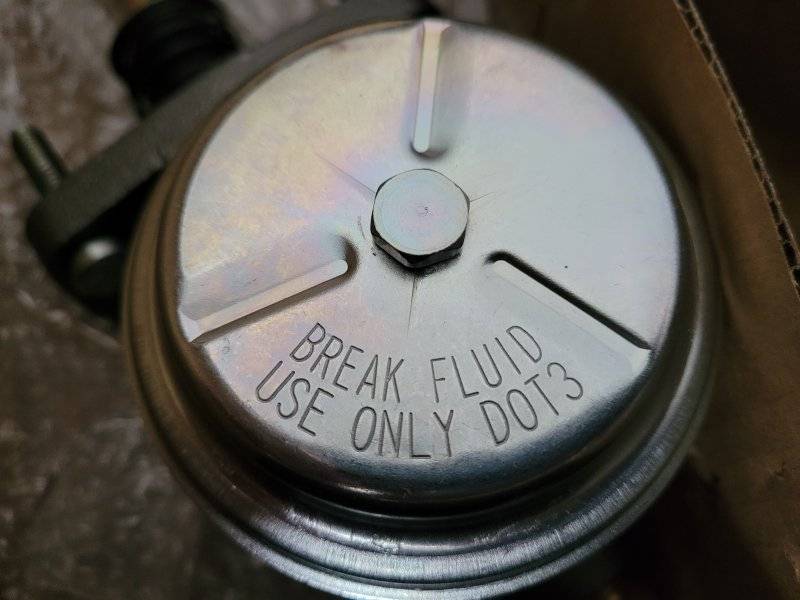 BREAK FLUID
USE ONLY DOT3